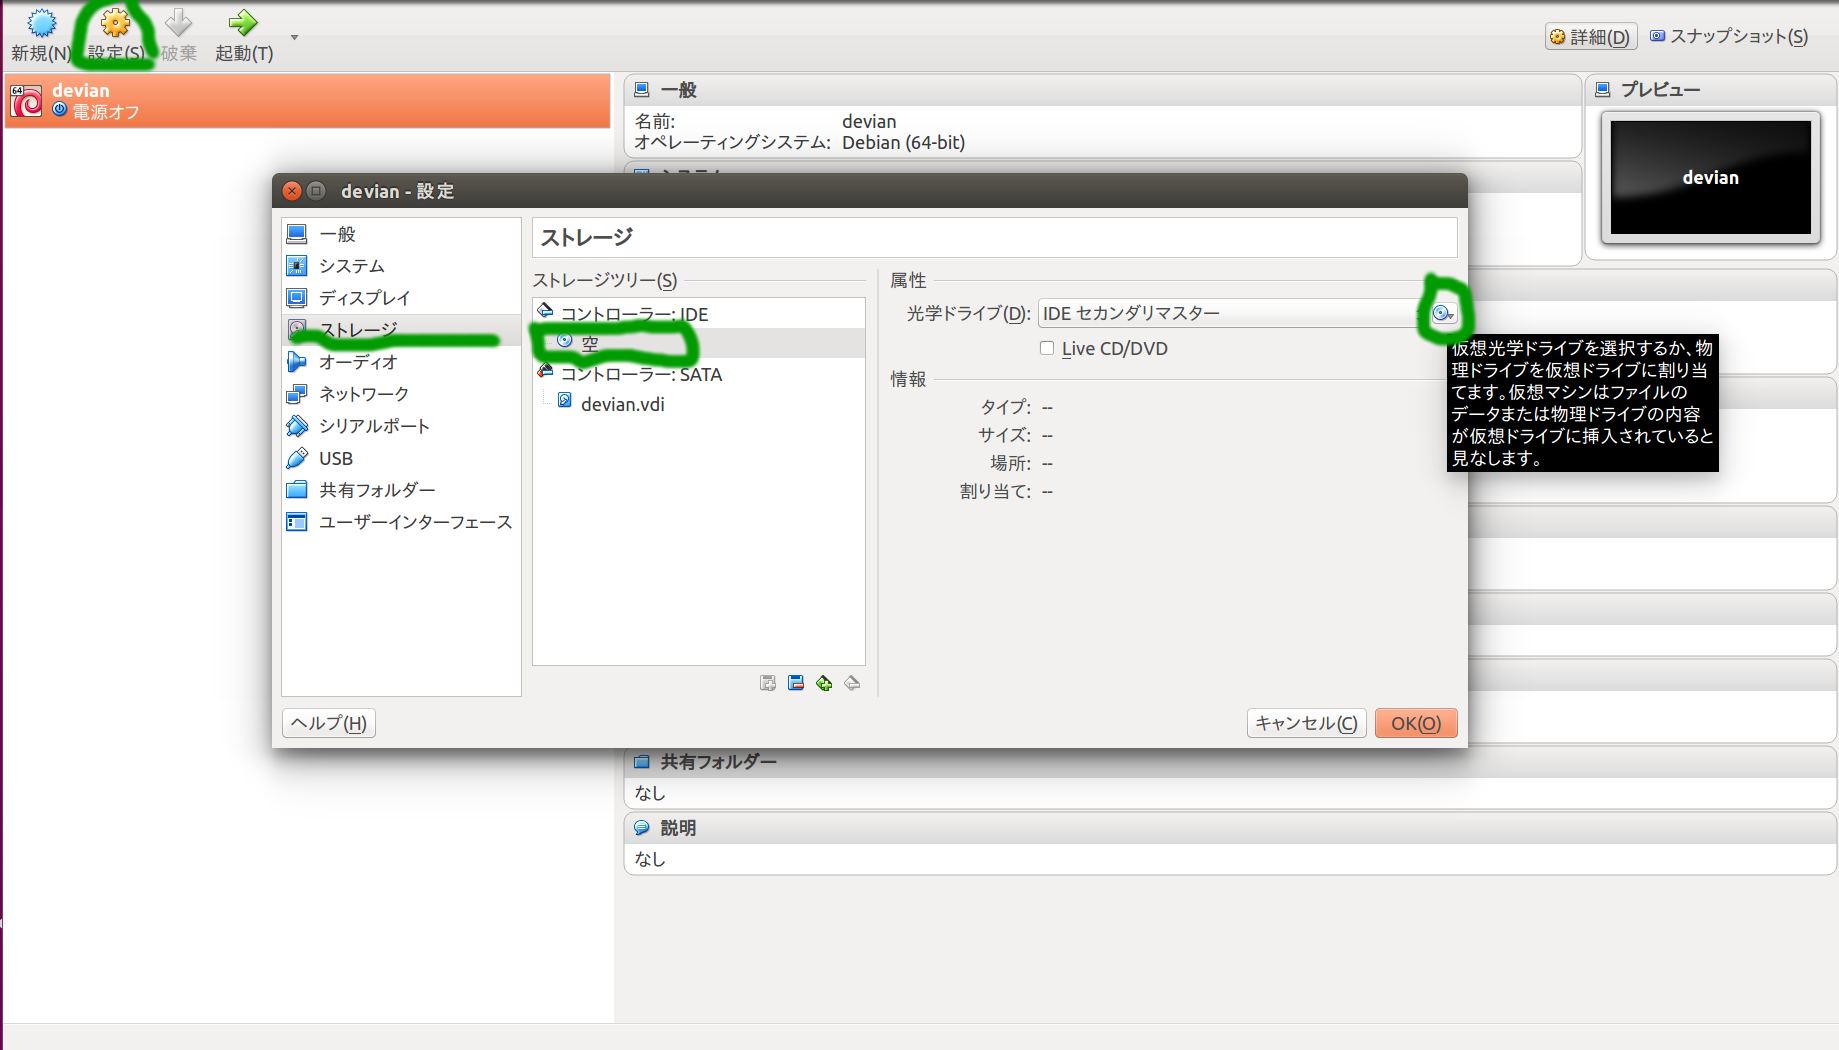 新規(N)
設定(S)
破棄
起動(T)
詳細(D)
スナップショット(S)
64
devian
電源オフ
一般
名前: devian
オペレーティングシステム: Debian (64-bit)
プレビュー
devian
システム
devian - 設定
一般
システム
ディスプレイ
ストレージ
オーディオ
ネットワーク
シリアルポート
USB
共有フォルダー
ユーザーインターフェース
ストレージ
ストレージツリー(S)
コントローラー: IDE
空
コントローラー: SATA
devian.vdi
属性
光学ドライブ(D): IDE セカンダリマスター
Live CD/DVD
情報
タイプ: --
サイズ: --
場所: --
割り当て: --
仮想光学ドライブを選択するか、物
理ドライブを仮想ドライブに割り当
てます。仮想マシンはファイルの
データまたは物理ドライブの内容
が仮想ドライブに挿入されていると
見なします。
ヘルプ(H)
キャンセル(C)
OK(O)
共有フォルダー
なし
説明
なし